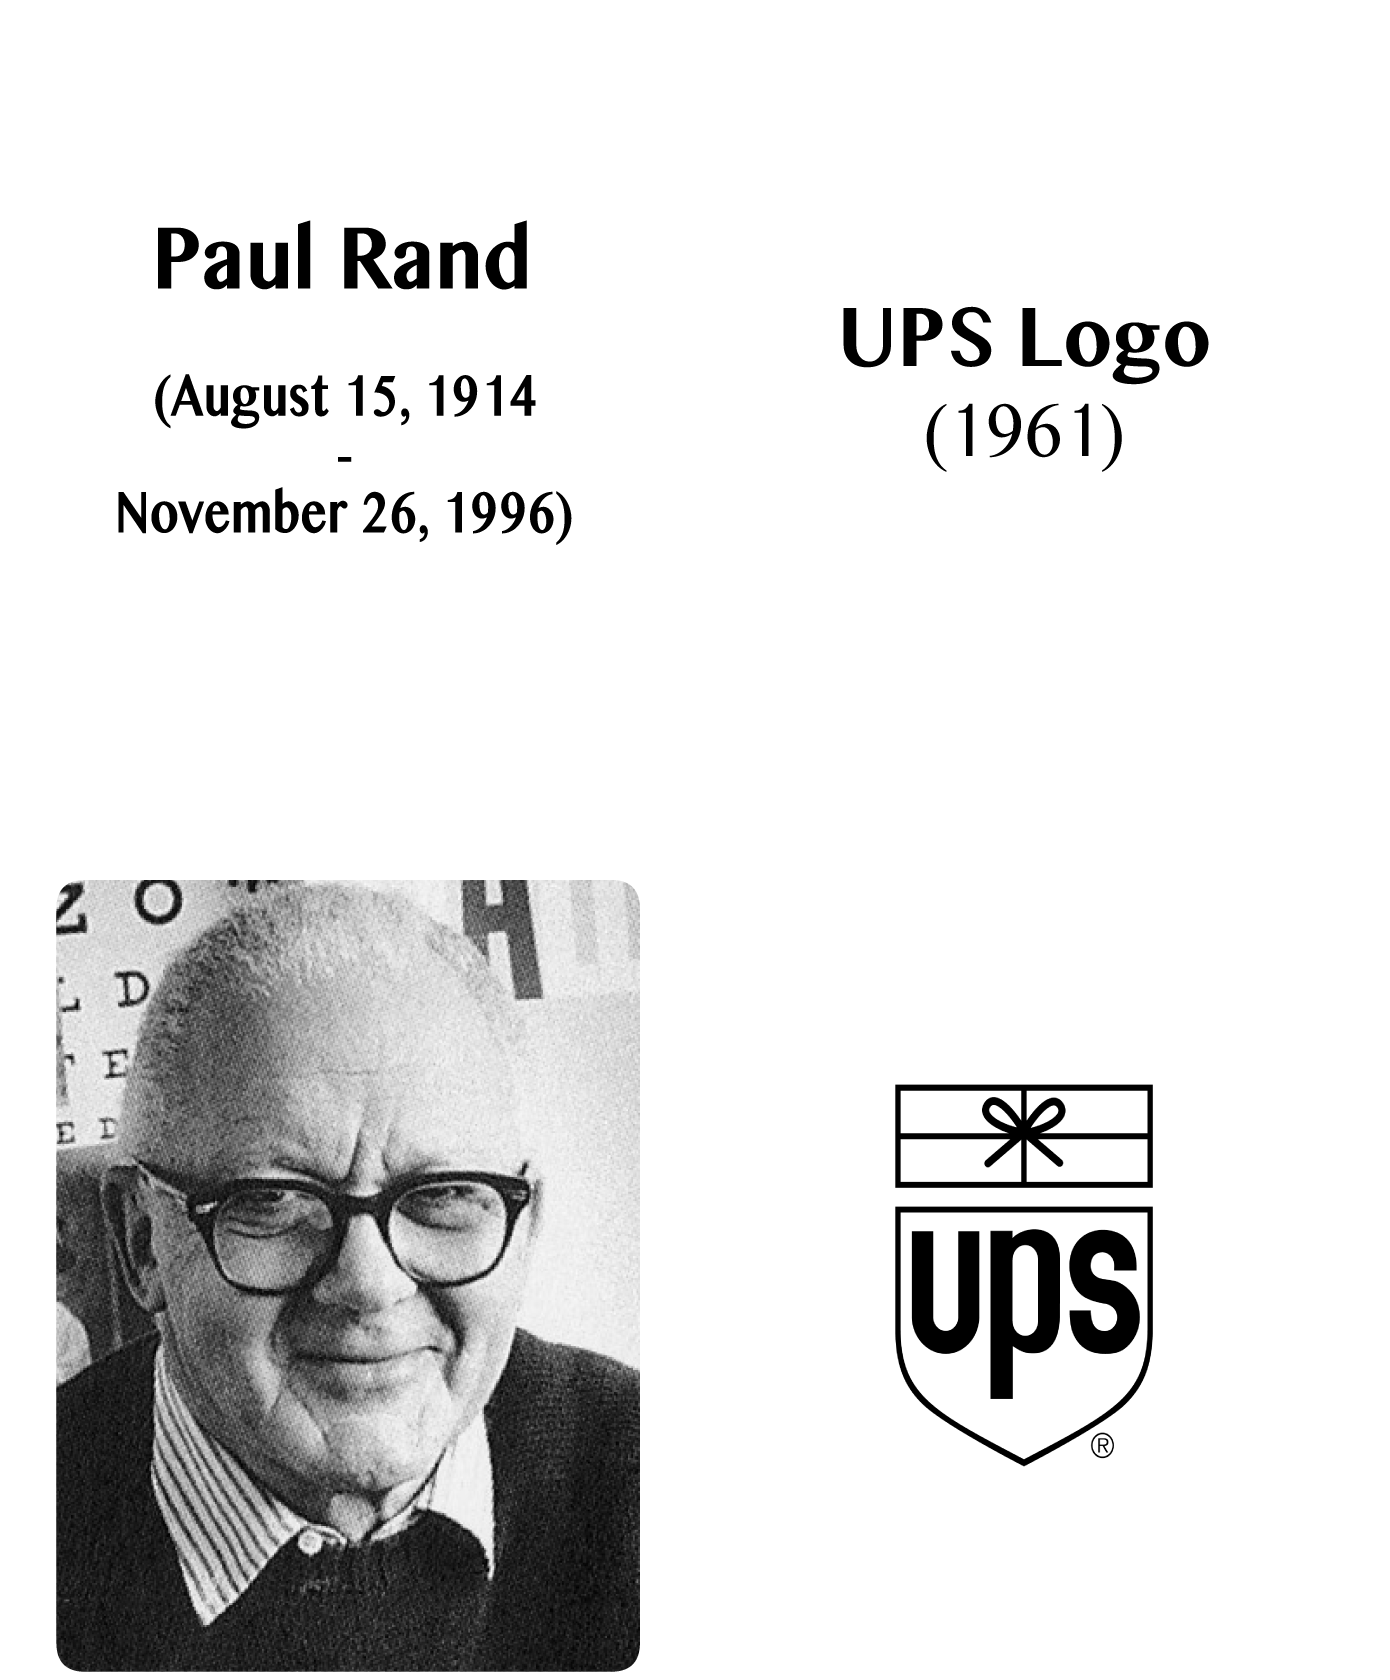 Paul Rand
(August 15, 1914
-
November 26, 1996)
UPS Logo
(1961)
Z O
L D
T E
E D
H
ups
®